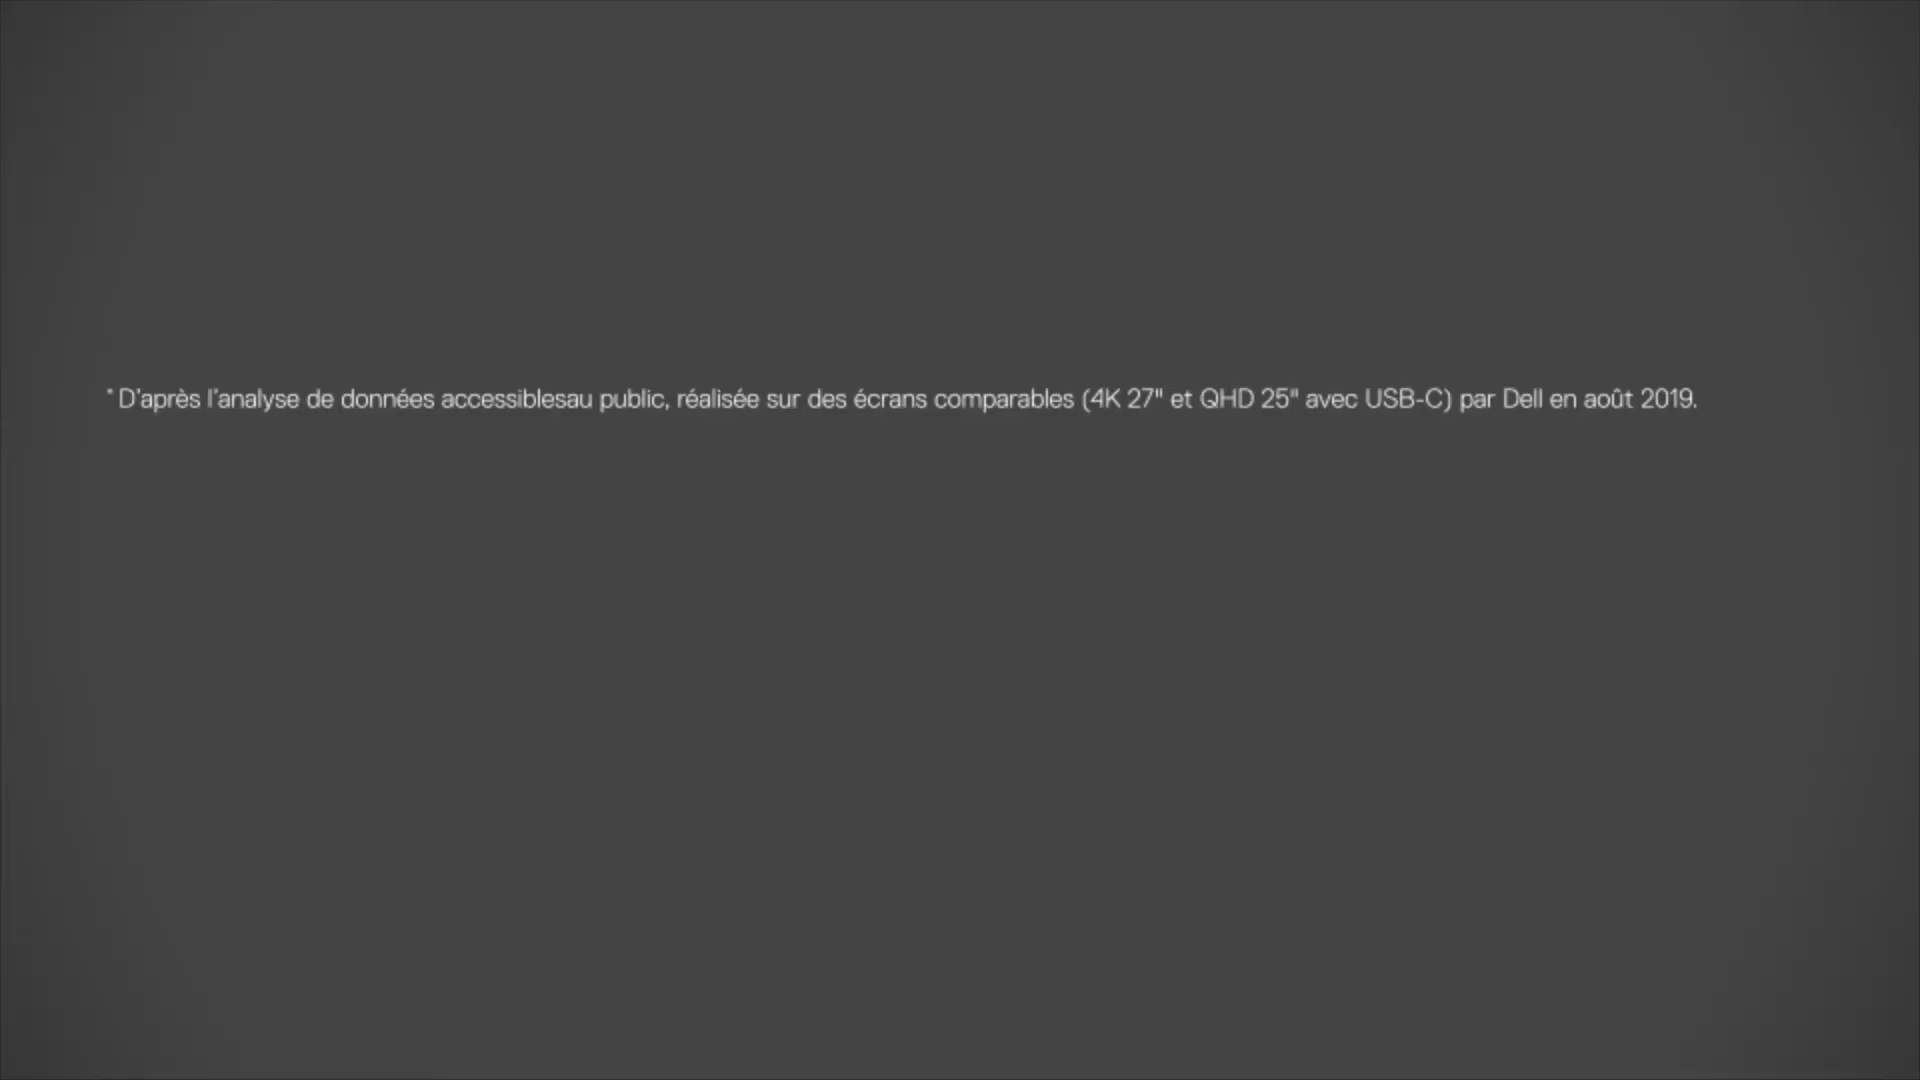 * D'après l'analyse de données accessiblesau public, réalisée sur des écrans comparables (4K 27" et QHD 25" avec USB-C) par Dell en août 2019.